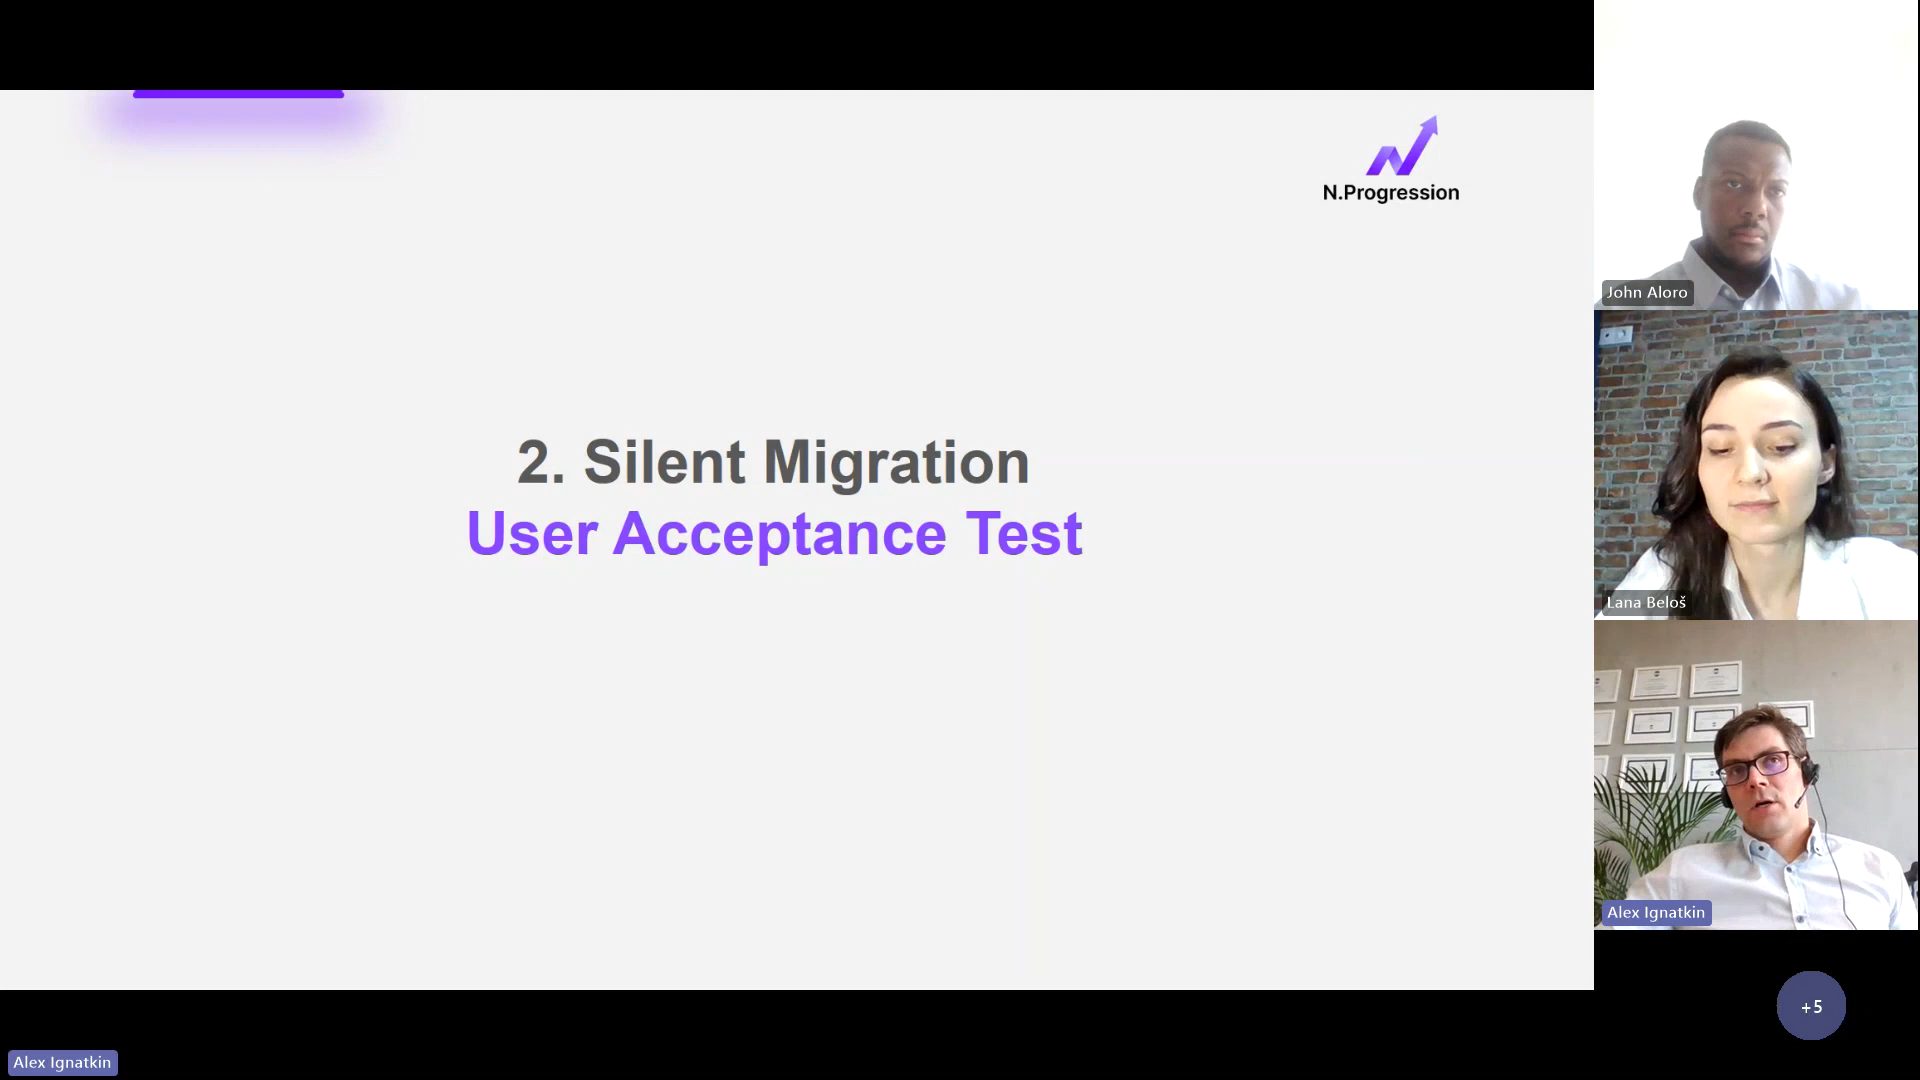 N.Progression
2. Silent Migration
User Acceptance Test
John Aloro
Lana Beloš
Alex Ignatkin
+5
Alex Ignatkin